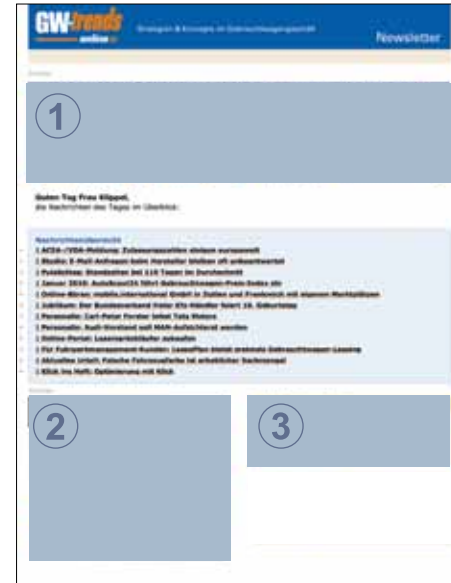 GW-trends
online
Strategien & Konzepte im Gebrauchtwagengeschäft
Newsletter
Anzeige
1
Guten Tag Frau Klippel,
die Nachrichten des Tages im Überblick:
Nachrichtenübersicht
| ACEA-/VDA-Meldung: Zulassungszahlen sinken europaweit
| Studie: E-Mail-Anfragen beim Hersteller bleiben oft unbeantwortet
| Standzeiten bei 110 Tagen im Durchschnitt
| Januar 2010: AutoScout24 führt Gebrauchtwagen-Preis-Index ein
| Online-Börse: mobile.international GmbH in Italien und Frankreich mit eigenen Marktplätzen
| Jubiläum: Der Bundesverband freier Kfz-Händler feiert 10. Geburtstag
| Personalie: Carl-Peter Forster leitet Tata Motors
| Personalie: Audi-Vorstand soll MAN-Aufsichtsrat werden
| Online-Portal: Leasingrückläufer
| Für Fuhrparkmanagement-Kunden: LeasePlan bietet erstmals Gebrauchtwagen-Leasing
| Aktuelles Urteil: Falsche Fahrzeugfarbe ist erheblicher Sachmangel
| Klick ins Heft: Optimierung mit Klick
Anzeige
2
3